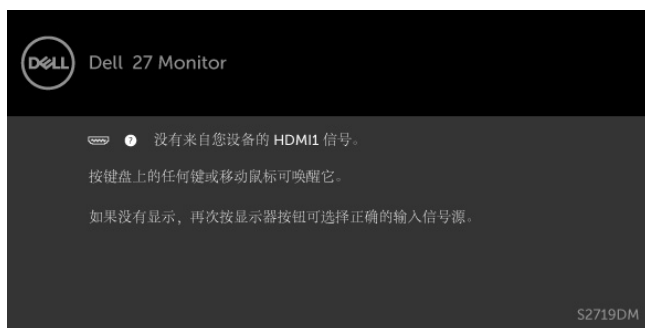 DELL
Dell 27 Monitor
? 没有来自您设备的 HDMI1 信号。
按键盘上的任何键或移动鼠标可唤醒它。
如果没有显示，再次按显示器按钮可选择正确的输入信号源。
S2719DM